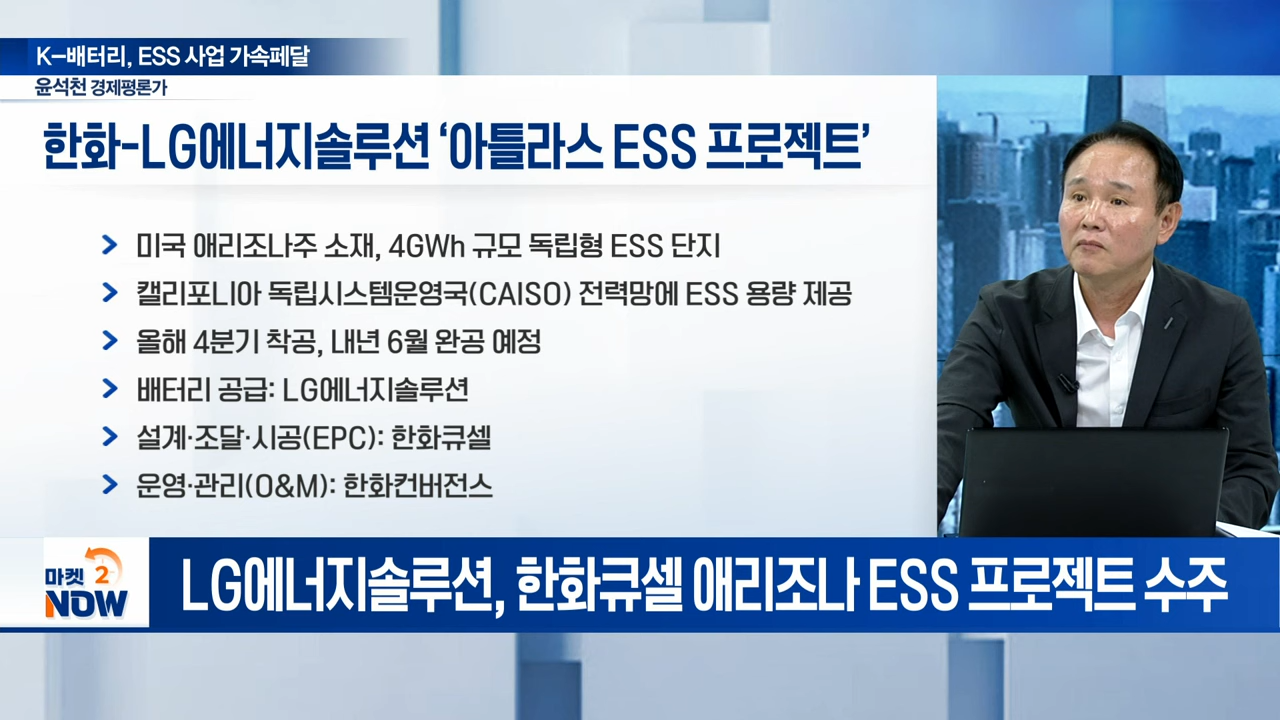 K-배터리, ESS 사업 가속페달
윤석천 경제평론가
한화-LG에너지솔루션 ‘아틀라스 ESS 프로젝트’
미국 애리조나주 소재, 4GWh 규모 독립형 ESS 단지
캘리포니아 독립시스템운영국(CAISO) 전력망에 ESS 용량 제공
올해 4분기 착공, 내년 6월 완공 예정
배터리 공급: LG에너지솔루션
설계·조달·시공(EPC): 한화큐셀
운영·관리(O&M): 한화컨버전스
마켓 2
NOW
LG에너지솔루션, 한화큐셀 애리조나 ESS 프로젝트 수주